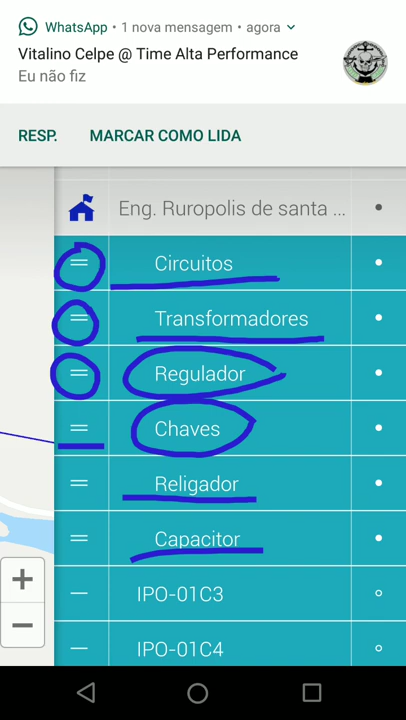 WhatsApp • 1 nova mensagem • agora
Vitalino Celpe @ Time Alta Performance
Eu não fiz
RESP. MARCAR COMO LIDA
Eng. Ruropolis de santa ...
Circuitos
Transformadores
Regulador
Chaves
Religador
Capacitor
IPO-01C3
IPO-01C4